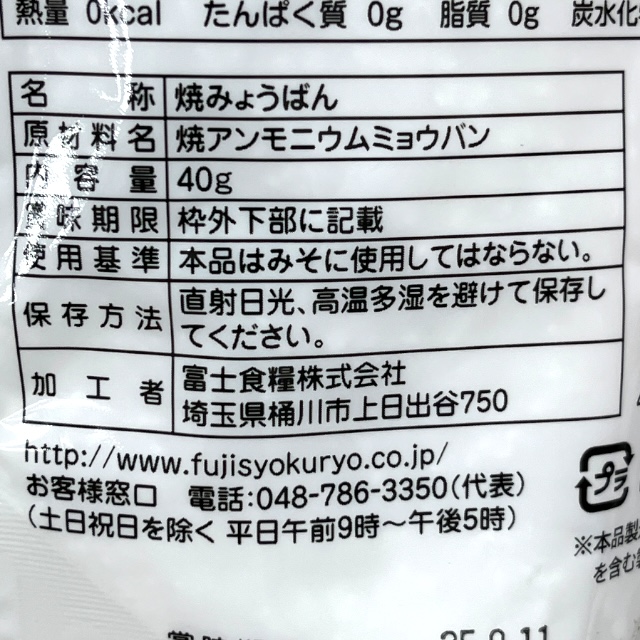 熱量 0kcal たんぱく質 0g 脂質 0g 炭水化
名称 焼みょうばん
原材料名 焼アンモニウムミョウバン
内容量 40g
賞味期限 枠外下部に記載
使用基準 本品はみそに使用してはならない。
保存方法 直射日光、高温多湿を避けて保存し
てください。
加工者 富士食糧株式会社
埼玉県桶川市上日出谷750
http://www.fujisyokuryo.co.jp/
お客様窓口 電話:048-786-3350(代表)
(土日祝日を除く 平日午前9時~午後5時)
プラ
※本品製
を含む